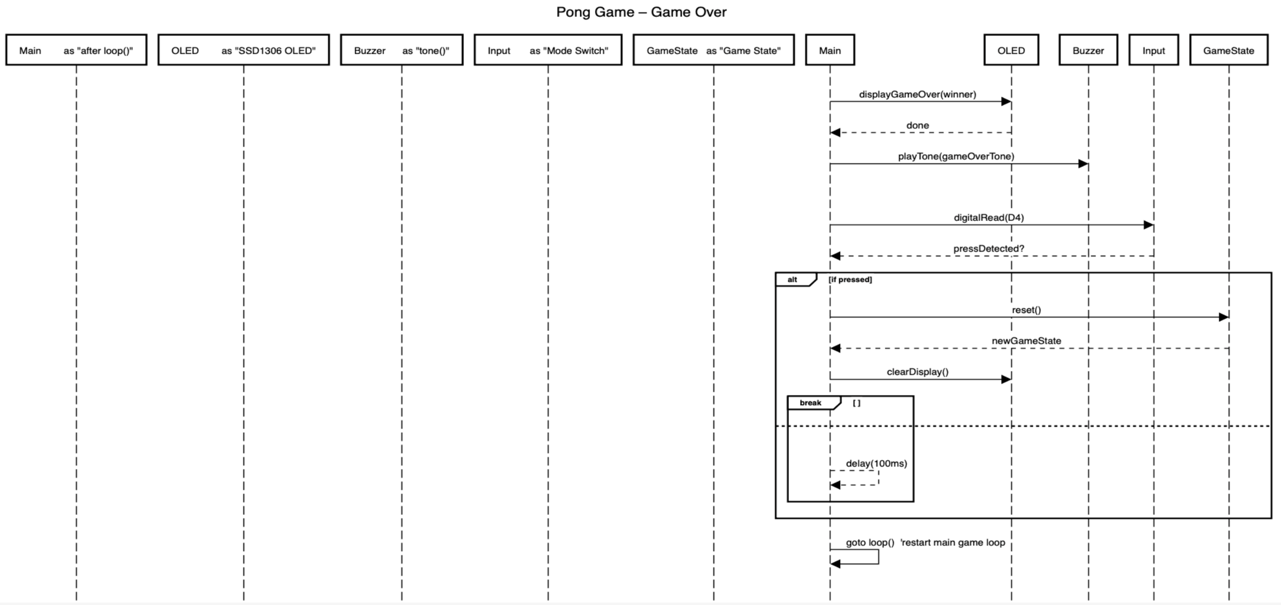 Pong Game – Game Over
Main as "after loop()"
OLED as "SSD1306 OLED"
Buzzer as "tone()"
Input as "Mode Switch"
GameState as "Game State"
Main
OLED
Buzzer
Input
GameState
displayGameOver(winner)
done
playTone(gameOverTone)
digitalRead(D4)
pressDetected?
alt [if pressed]
reset()
newGameState
clearDisplay()
break [ ]
delay(100ms)
goto loop() 'restart main game loop